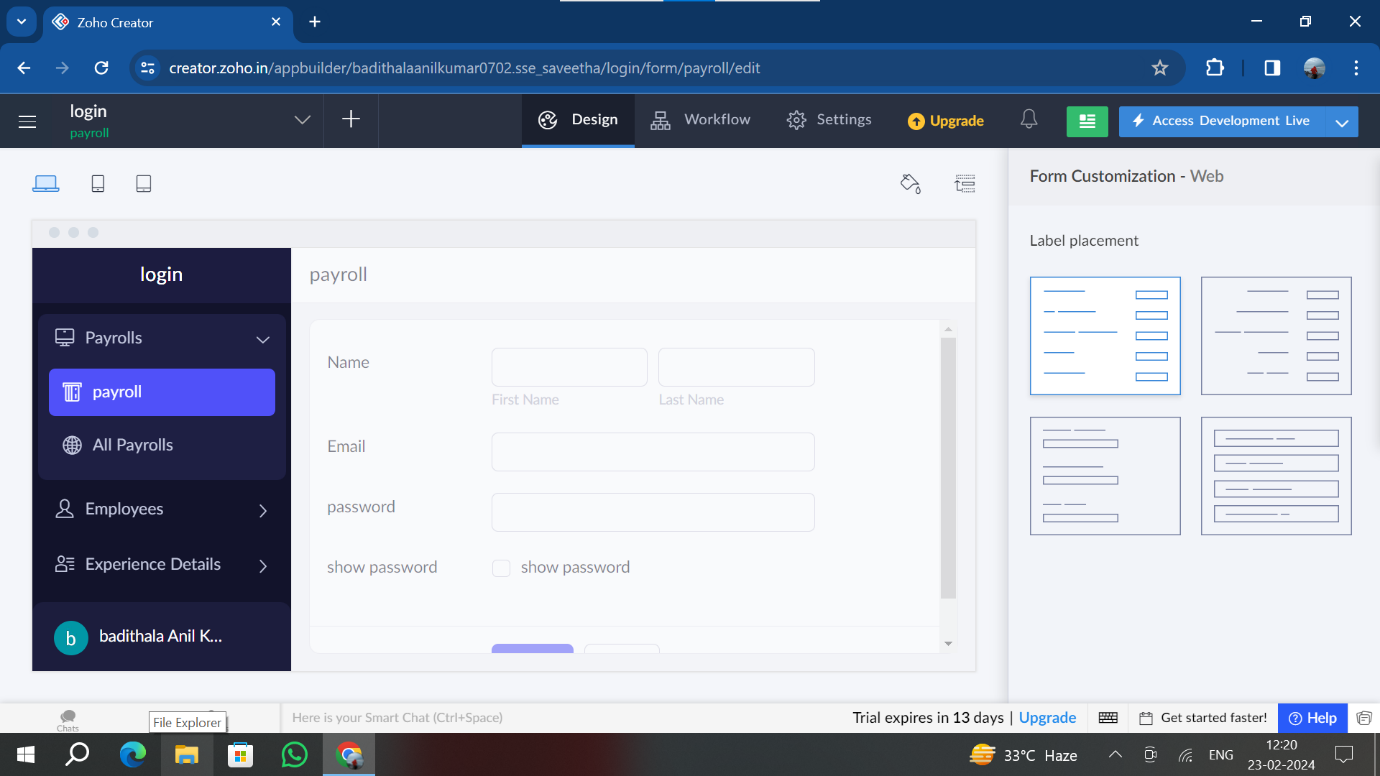 Zoho Creator
creator.zoho.in/appbuilder/badithalaanilkumar0702.sse_saveetha/login/form/payroll/edit
login
payroll
Design
Workflow
Settings
Upgrade
Access Development Live
Form Customization - Web
Label placement
login
Payrolls
payroll
All Payrolls
Employees
Experience Details
b
badithala Anil K...
payroll
Name
First Name
Last Name
Email
password
show password
show password
Chats
File Explorer
Here is your Smart Chat (Ctrl+Space)
Trial expires in 13 days | Upgrade
Get started faster!
Help
33°C Haze
ENG
12:20
23-02-2024